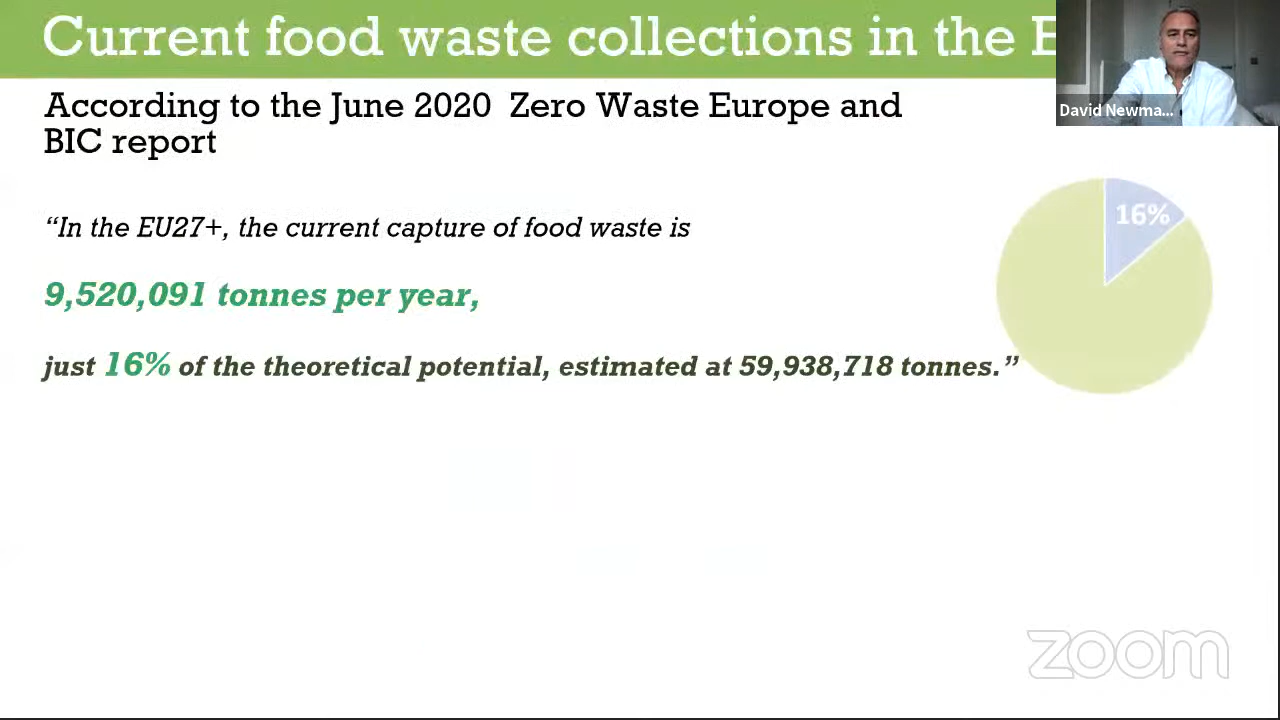 Current food waste collections in the E
David Newma...
According to the June 2020 Zero Waste Europe and
BIC report
16%
“In the EU27+, the current capture of food waste is
9,520,091 tonnes per year,
just 16% of the theoretical potential, estimated at 59,938,718 tonnes.”
zoom